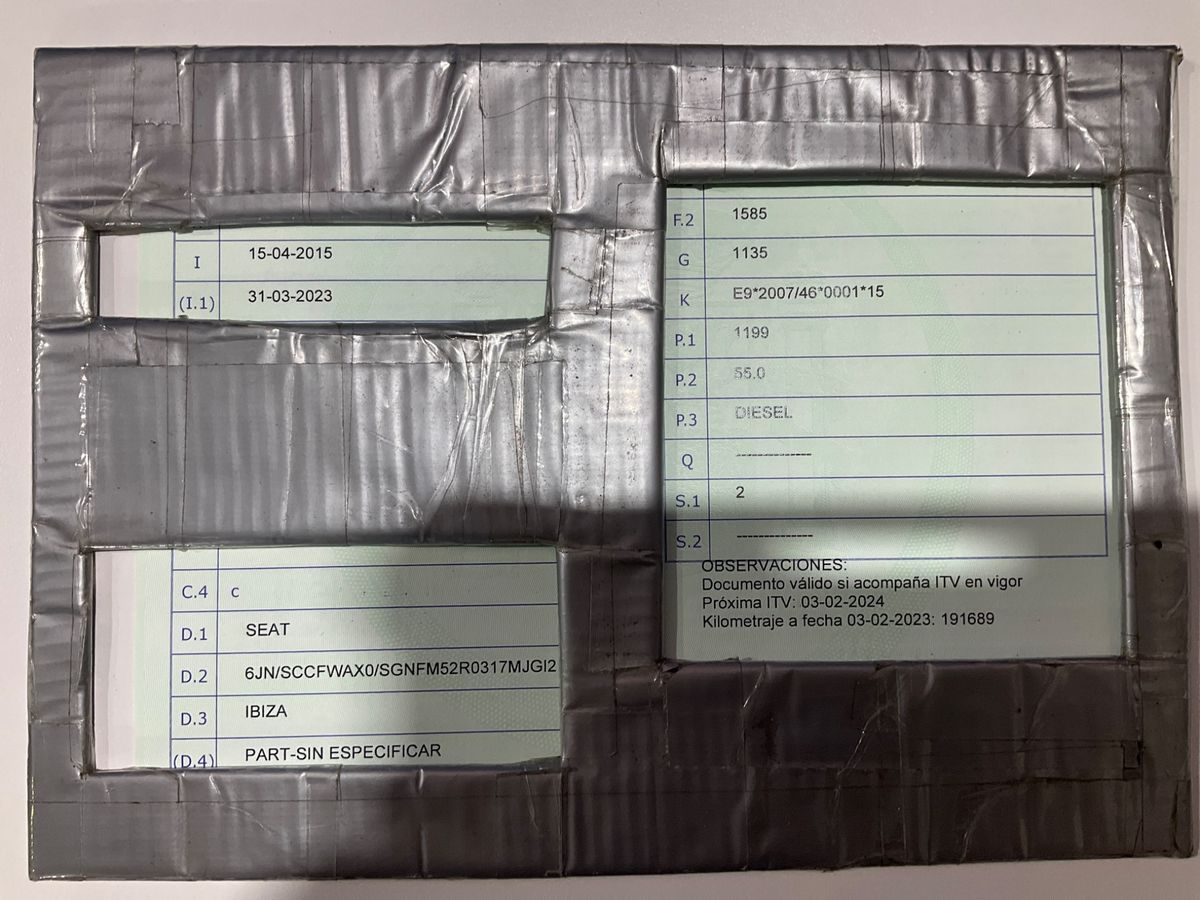 I 15-04-2015
(I.1) 31-03-2023
C.4 c
D.1 SEAT
D.2 6JN/SCCFWAX0/SGNFM52R0317MJGI2
D.3 IBIZA
(D.4) PART-SIN ESPECIFICAR
F.2 1585
G 1135
K E9*2007/46*0001*15
P.1 1199
P.2 55.0
P.3 DIESEL
Q ---------------
S.1 2
S.2 ---------------
OBSERVACIONES:
Documento válido si acompaña ITV en vigor
Próxima ITV: 03-02-2024
Kilometraje a fecha 03-02-2023: 191689